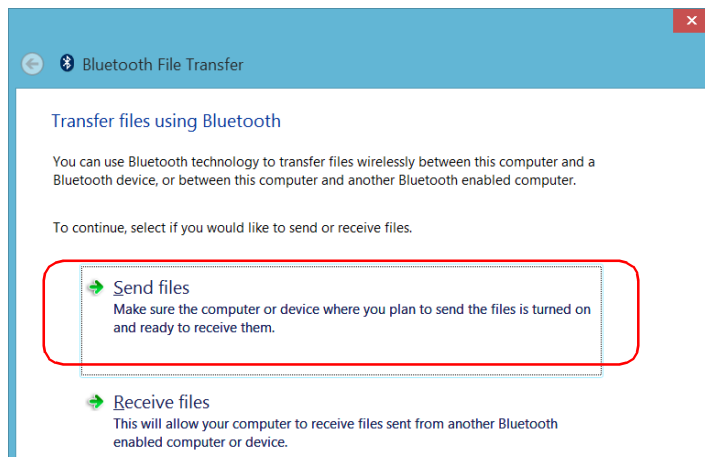 Bluetooth File Transfer
Transfer files using Bluetooth
You can use Bluetooth technology to transfer files wirelessly between this computer and a
Bluetooth device, or between this computer and another Bluetooth enabled computer.
To continue, select if you would like to send or receive files.
Send files
Make sure the computer or device where you plan to send the files is turned on
and ready to receive them.
Receive files
This will allow your computer to receive files sent from another Bluetooth
enabled computer or device.